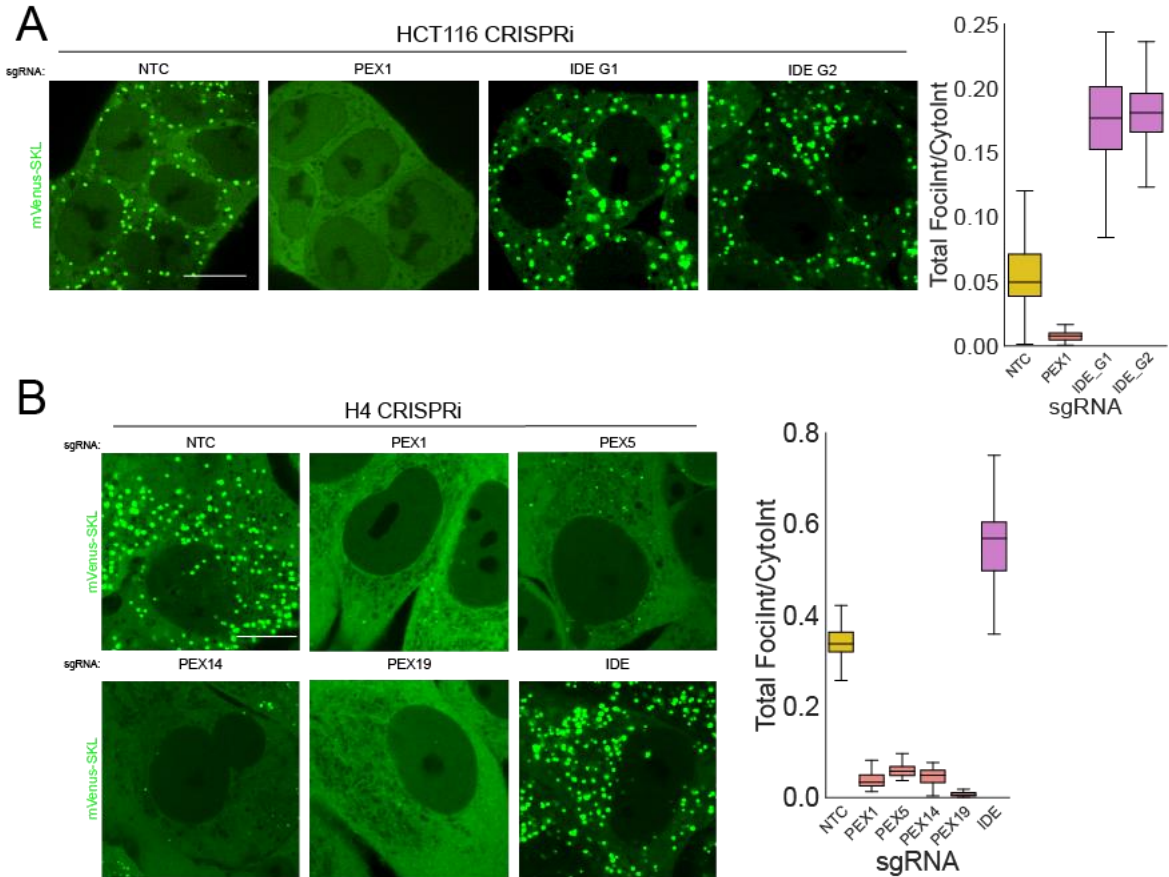 A
HCT116 CRISPRi
sgRNA:
NTC
PEX1
IDE G1
IDE G2
mVenus-SKL
Total FociInt/CytoInt
0.25
0.20
0.15
0.10
0.05
0.00
NTC
PEX1
IDE_G1
IDE_G2
sgRNA
B
H4 CRISPRi
sgRNA:
NTC
PEX1
PEX5
mVenus-SKL
sgRNA:
PEX14
PEX19
IDE
mVenus-SKL
Total FociInt/CytoInt
0.8
0.6
0.4
0.2
0.0
NTC
PEX1
PEX5
PEX14
PEX19
IDE
sgRNA